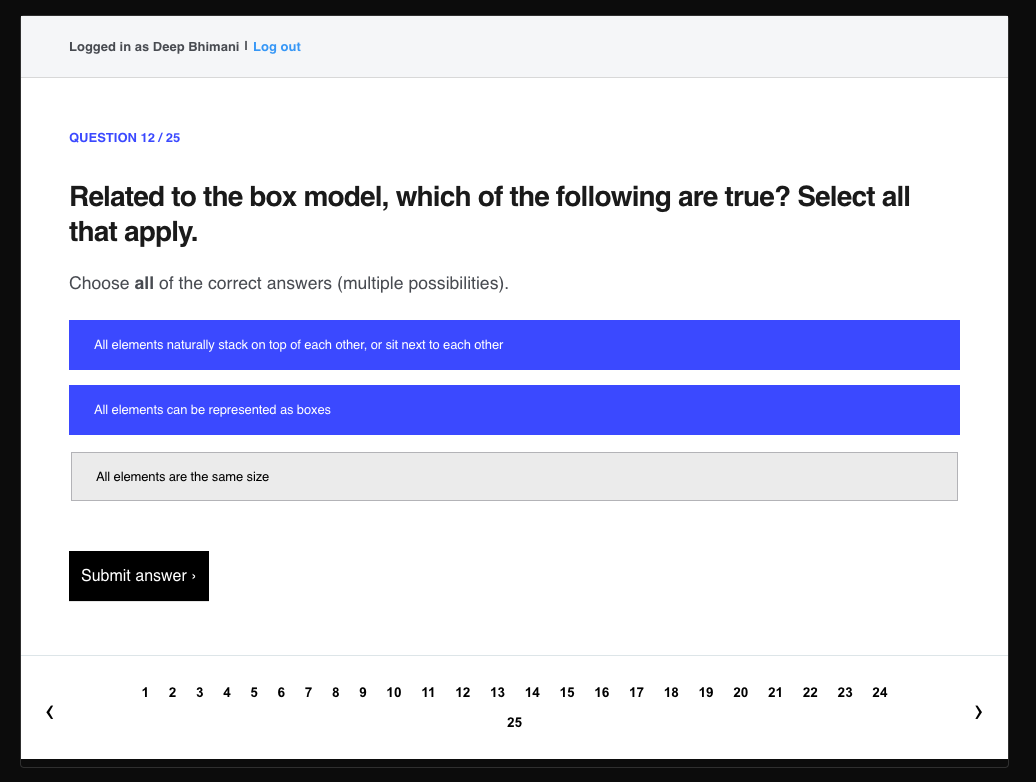 Logged in as Deep Bhimani | Log out
QUESTION 12 / 25
Related to the box model, which of the following are true? Select all
that apply.
Choose all of the correct answers (multiple possibilities).
All elements naturally stack on top of each other, or sit next to each other
All elements can be represented as boxes
All elements are the same size
Submit answer ›
1 2 3 4 5 6 7 8 9 10 11 12 13 14 15 16 17 18 19 20 21 22 23 24
‹ ›
25